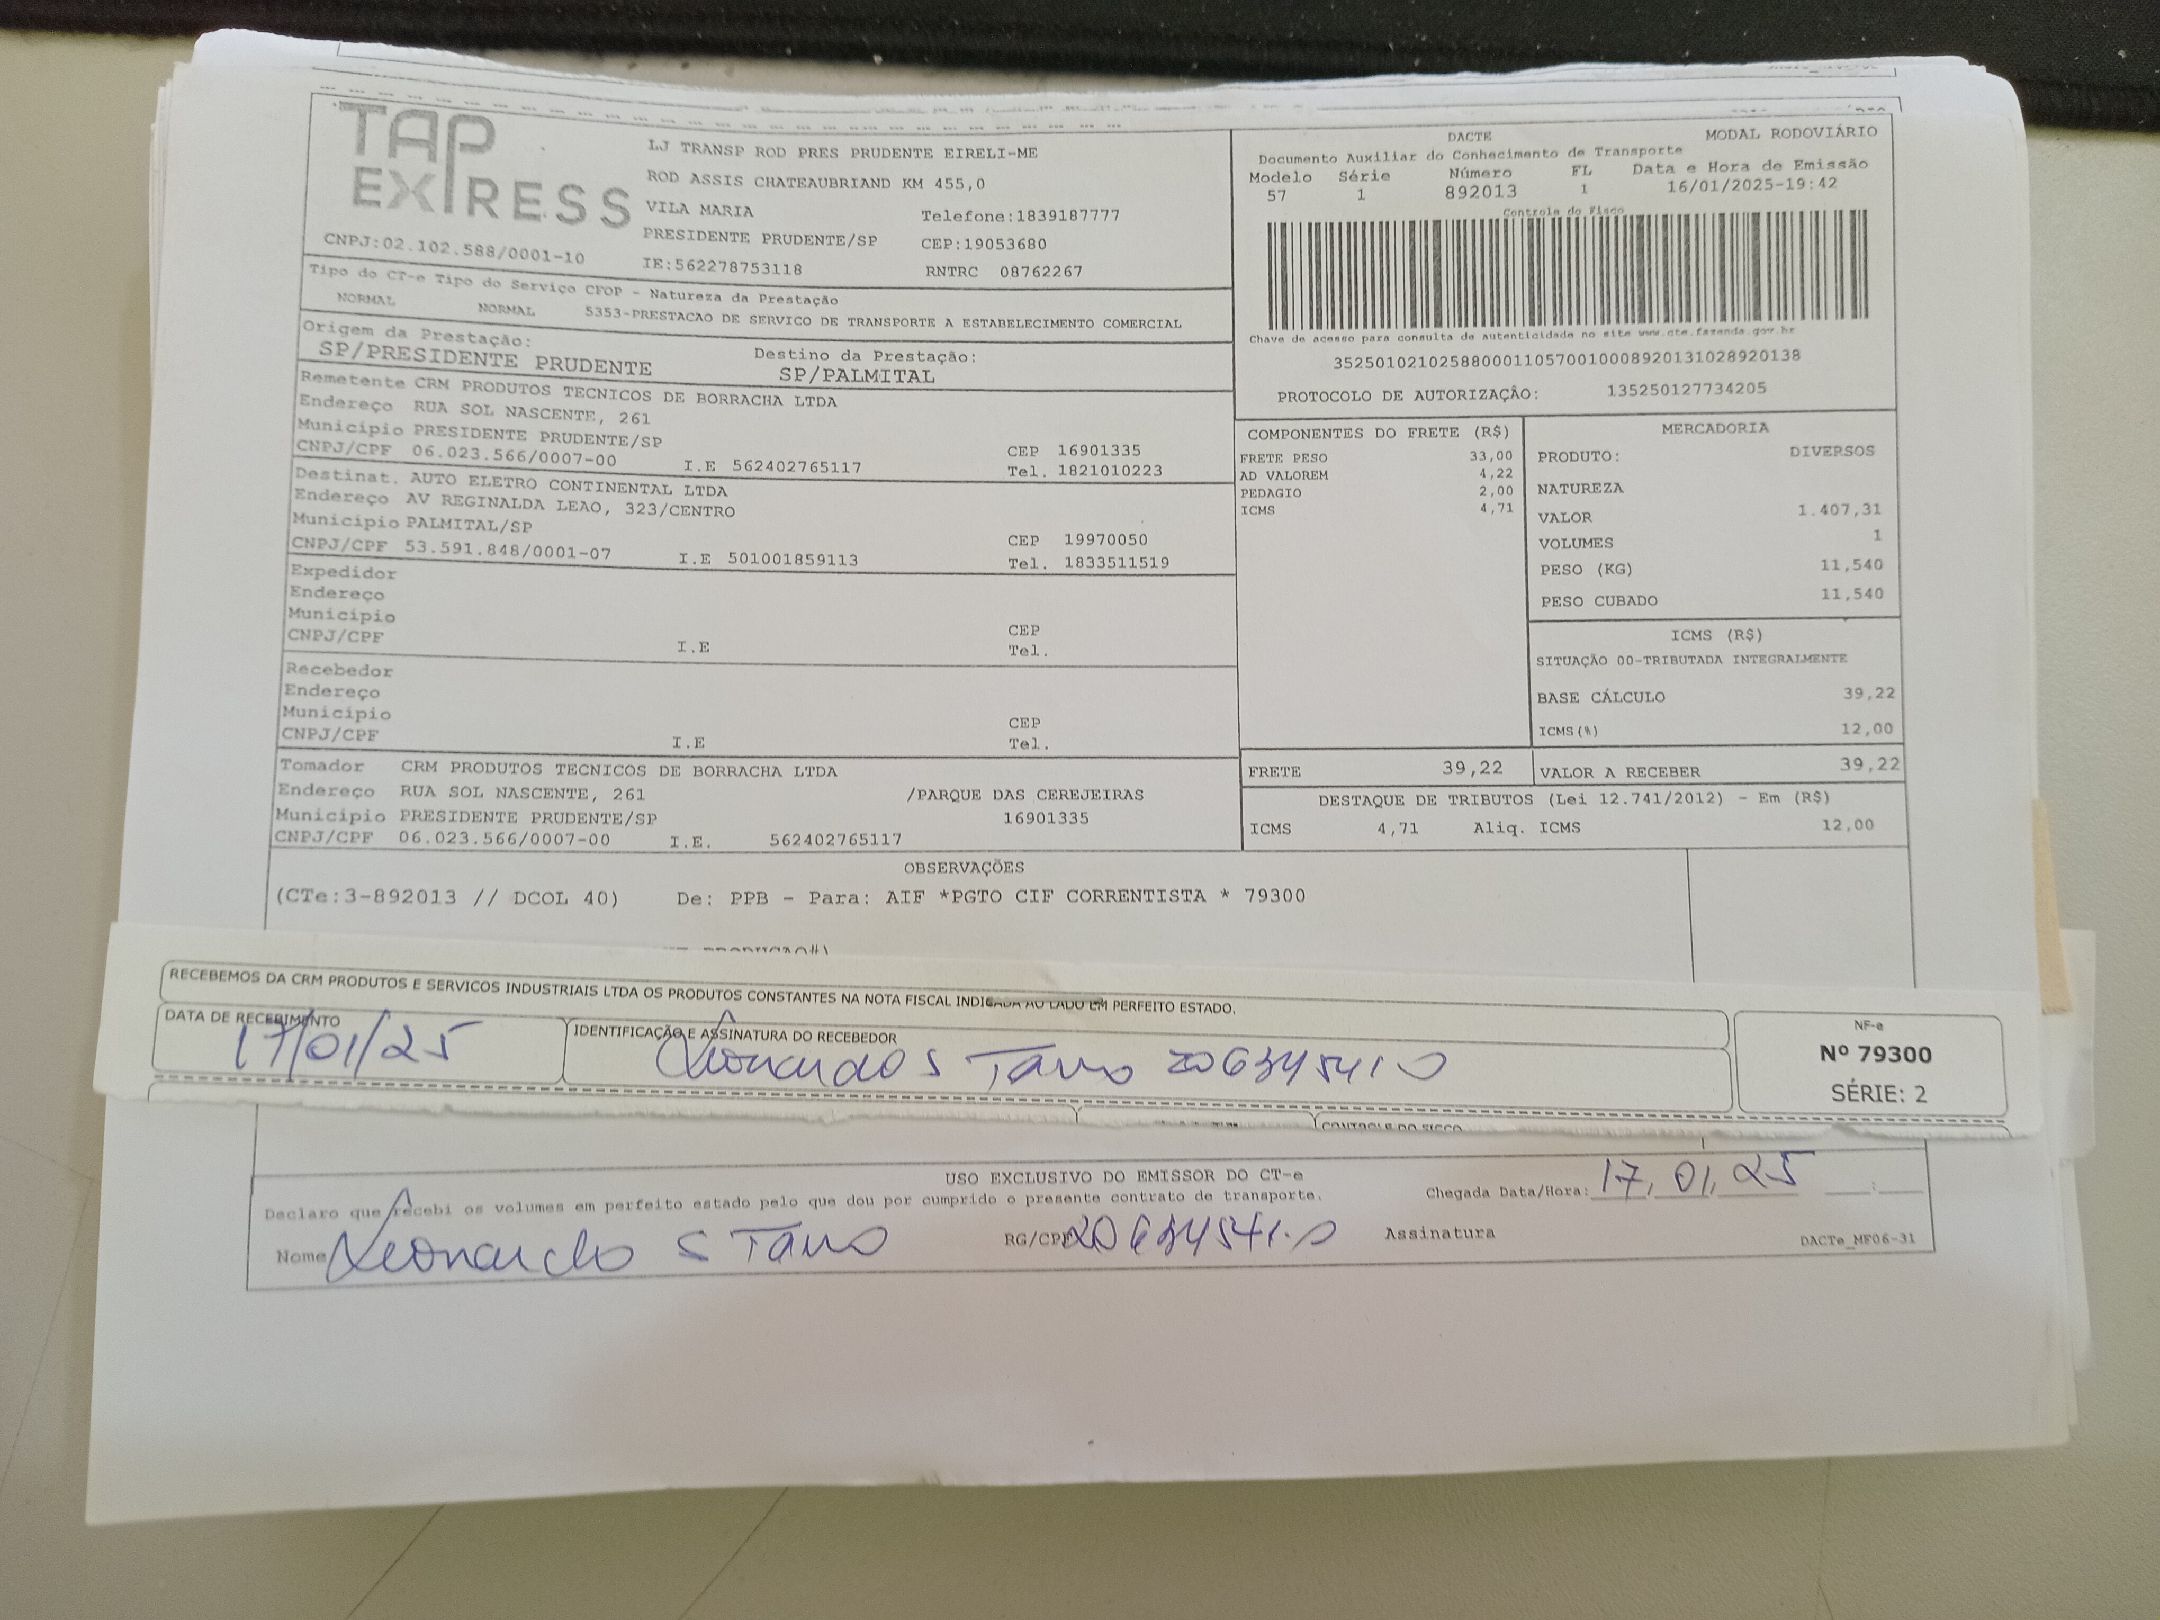 TAP
EXPRESS
CNPJ:02.102.588/0001-10
LJ TRANSP ROD PRES PRUDENTE EIRELI-ME
ROD ASSIS CHATEAUBRIAND KM 455,0
VILA MARIA Telefone:1839187777
PRESIDENTE PRUDENTE/SP CEP:19053680
IE:562278753118 RNTRC 08762267
DACTE MODAL RODOVIÁRIO
Documento Auxiliar do Conhecimento de Transporte
Modelo Série Número FL Data e Hora de Emissão
57 1 892013 1 16/01/2025-19:42
Controle do Fisco
Chave de acesso para consulta de autenticidade no site www.cte.fazenda.gov.br
35250102102588000110570010008920131028920138
PROTOCOLO DE AUTORIZAÇÃO: 135250127734205
Tipo do CT-e Tipo do Serviço CFOP - Natureza da Prestação
NORMAL NORMAL 5353-PRESTACAO DE SERVICO DE TRANSPORTE A ESTABELECIMENTO COMERCIAL
Origem da Prestação: Destino da Prestação:
SP/PRESIDENTE PRUDENTE SP/PALMITAL
Remetente CRM PRODUTOS TECNICOS DE BORRACHA LTDA
Endereço RUA SOL NASCENTE, 261
Município PRESIDENTE PRUDENTE/SP CEP 16901335
CNPJ/CPF 06.023.566/0007-00 I.E 562402765117 Tel. 1821010223
Destinat. AUTO ELETRO CONTINENTAL LTDA
Endereço AV REGINALDA LEAO, 323/CENTRO
Município PALMITAL/SP CEP 19970050
CNPJ/CPF 53.591.848/0001-07 I.E 501001859113 Tel. 1833511519
Expedidor
Endereço
Município CEP
CNPJ/CPF I.E Tel.
Recebedor
Endereço
Município CEP
CNPJ/CPF I.E Tel.
Tomador CRM PRODUTOS TECNICOS DE BORRACHA LTDA
Endereço RUA SOL NASCENTE, 261 /PARQUE DAS CEREJEIRAS
Município PRESIDENTE PRUDENTE/SP 16901335
CNPJ/CPF 06.023.566/0007-00 I.E. 562402765117
COMPONENTES DO FRETE (R$)
FRETE PESO 33,00
AD VALOREM 4,22
PEDAGIO 2,00
ICMS 4,71
MERCADORIA
PRODUTO: DIVERSOS
NATUREZA
VALOR 1.407,31
VOLUMES 1
PESO (KG) 11,540
PESO CUBADO 11,540
ICMS (R$)
SITUAÇÃO 00-TRIBUTADA INTEGRALMENTE
BASE CÁLCULO 39,22
ICMS(%) 12,00
FRETE 39,22 VALOR A RECEBER 39,22
DESTAQUE DE TRIBUTOS (Lei 12.741/2012) - Em (R$)
ICMS 4,71 Aliq. ICMS 12,00
OBSERVAÇÕES
(CTe:3-892013 // DCOL 40) De: PPB - Para: AIF *PGTO CIF CORRENTISTA * 79300
RECEBEMOS DA CRM PRODUTOS E SERVICOS INDUSTRIAIS LTDA OS PRODUTOS CONSTANTES NA NOTA FISCAL INDICADA AO LADO EM PERFEITO ESTADO.
DATA DE RECEBIMENTO IDENTIFICAÇÃO E ASSINATURA DO RECEBEDOR
17/01/25 Leonardo S
NF-e
Nº 79300
SÉRIE: 2
CONTROLE DO FISCO
USO EXCLUSIVO DO EMISSOR DO CT-e
Declaro que recebi os volumes em perfeito estado pelo que dou por cumprido o presente contrato de transporte. Chegada Data/Hora: 17, 01, 25 :
Nome Leonardo S RG/CPF Assinatura DACTe_MF06-31